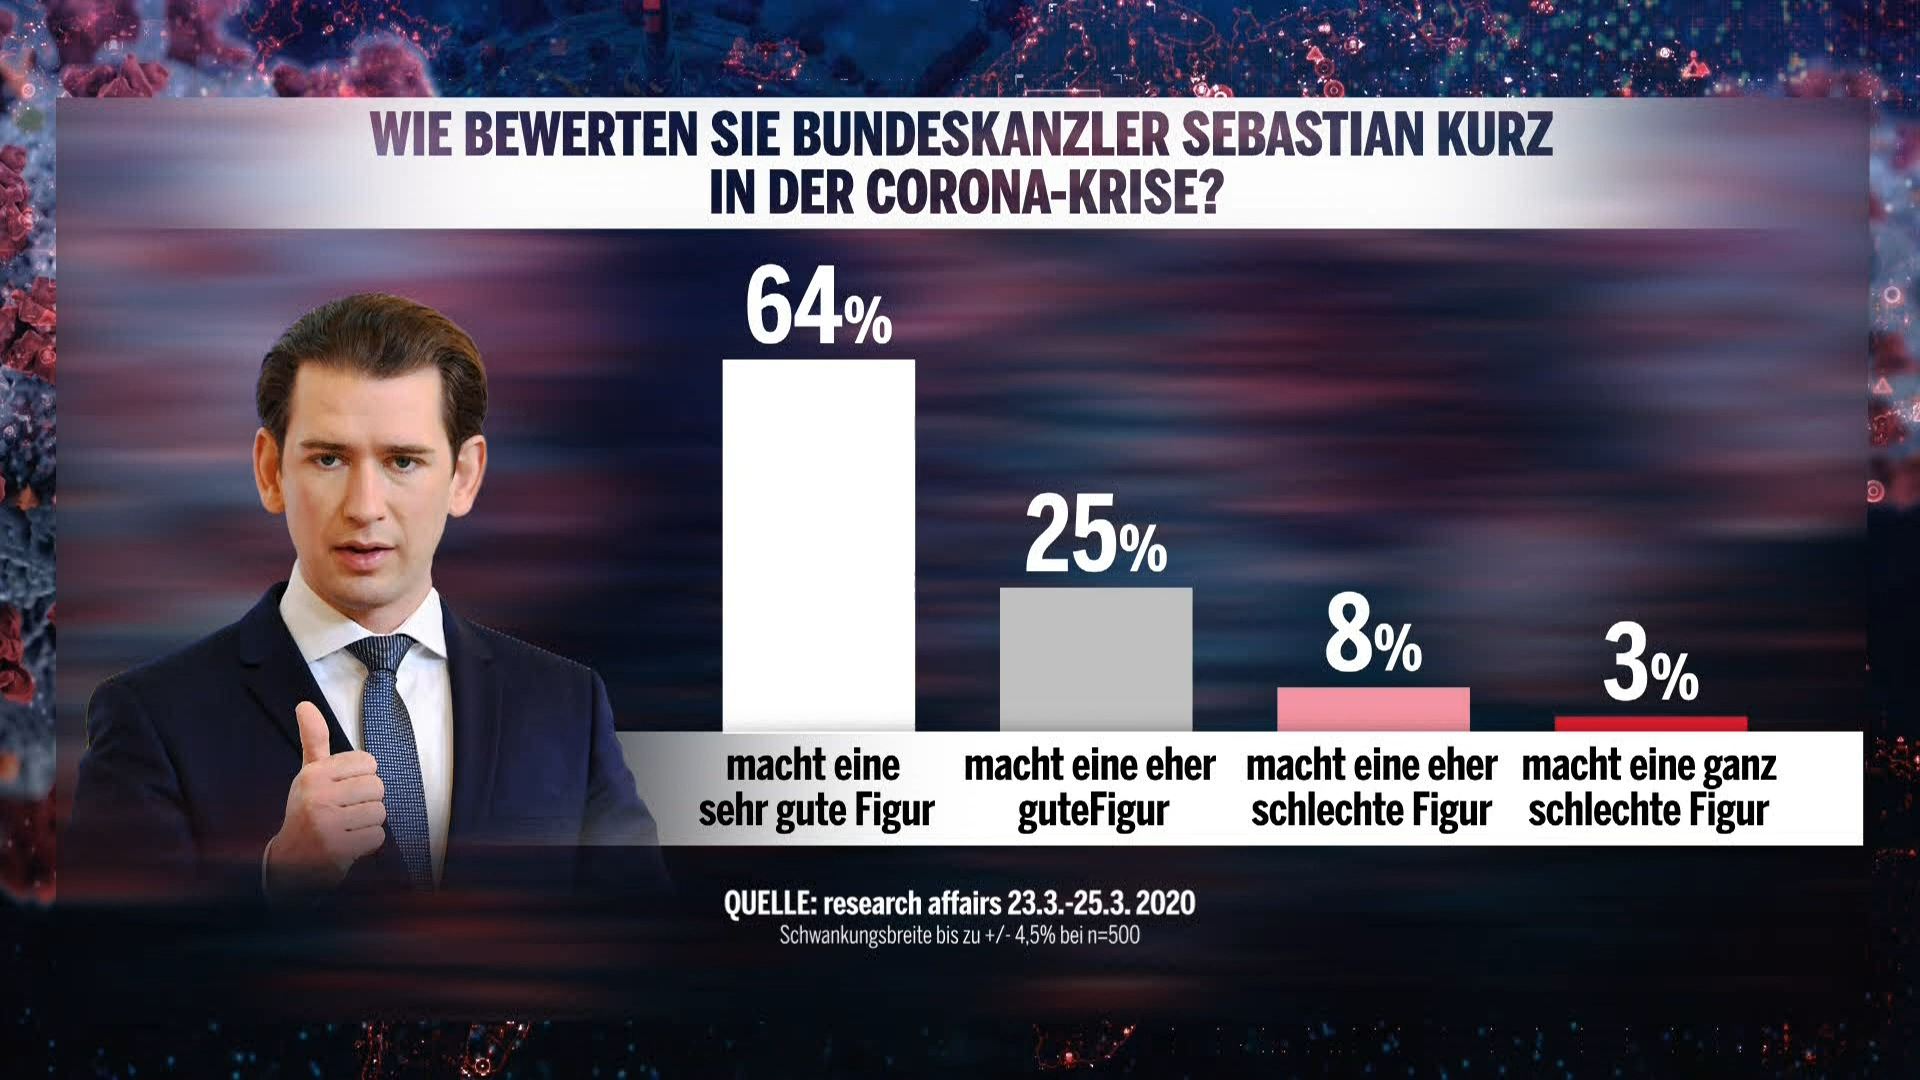 WIE BEWERTEN SIE BUNDESKANZLER SEBASTIAN KURZ
IN DER CORONA-KRISE?
64%
25%
8%
3%
macht eine
sehr gute Figur
macht eine eher
guteFigur
macht eine eher
schlechte Figur
macht eine ganz
schlechte Figur
QUELLE: research affairs 23.3.-25.3. 2020
Schwankungsbreite bis zu +/- 4,5% bei n=500